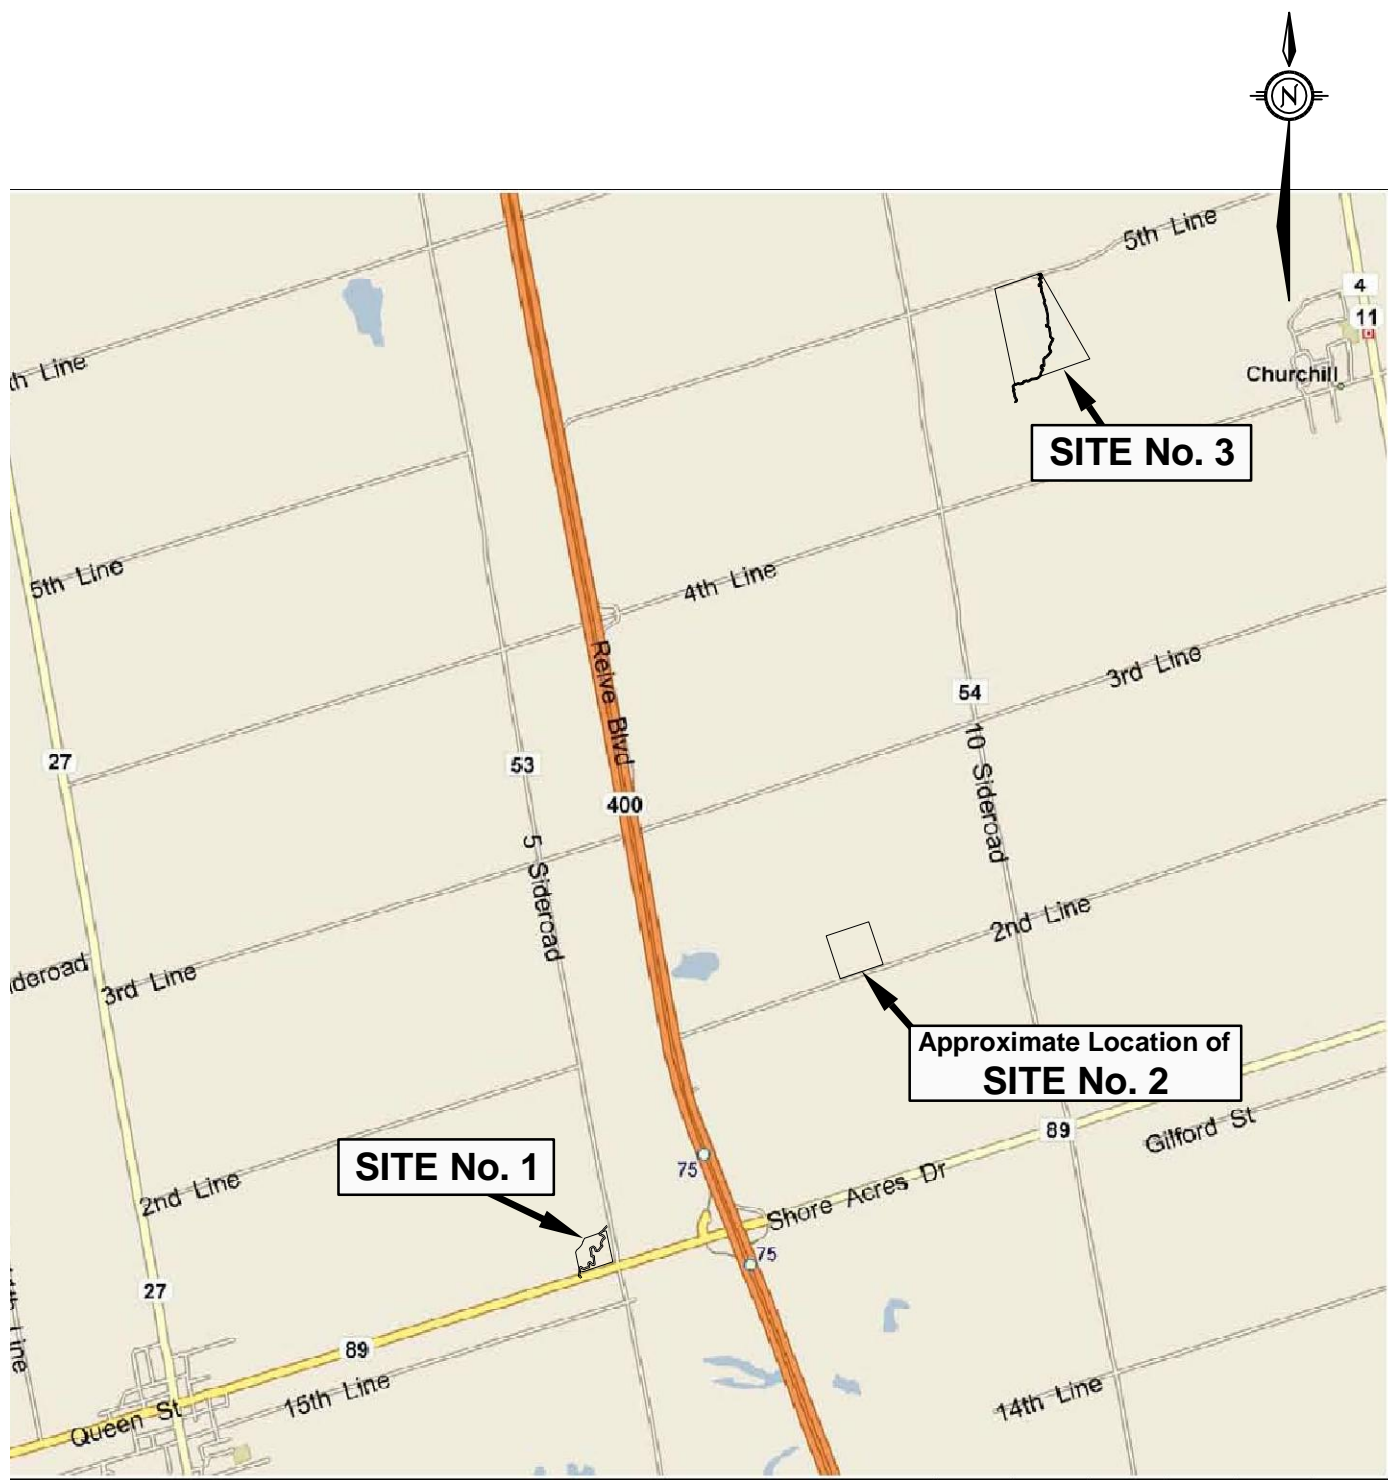 N
5th Line
4
11
th Line
Churchill
SITE No. 3
5th Line
4th Line
Reive Blvd
3rd Line
54
27
53
10 Sideroad
400
5 Sideroad
2nd Line
deroad
3rd Line
Approximate Location of
SITE No. 2
89
Gilford St
SITE No. 1
75
2nd Line
Shore Acres Dr
75
27
Line
89
15th Line
14th Line
Queen St